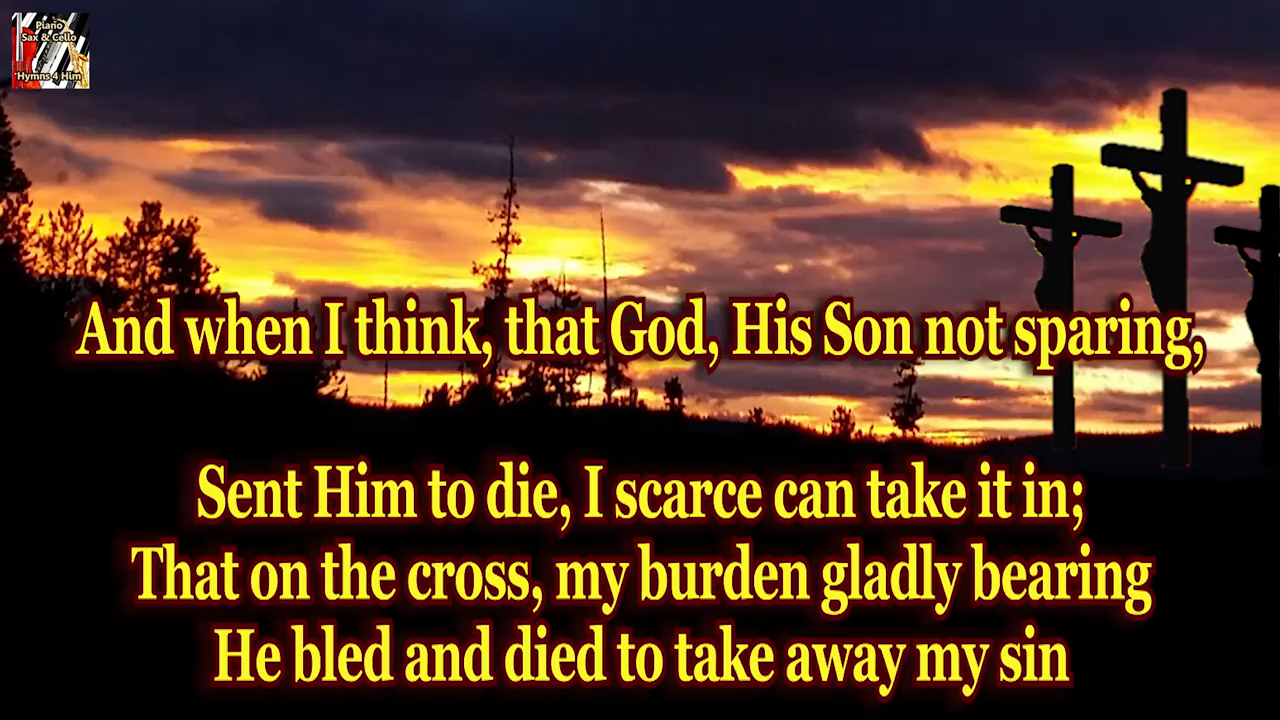 Piano
Sax & Cello
Hymns 4 Him
And when I think, that God, His Son not sparing,
Sent Him to die, I scarce can take it in;
That on the cross, my burden gladly bearing
He bled and died to take away my sin